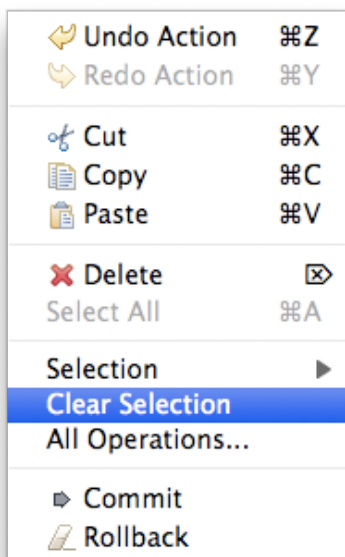 Undo Action ⌘Z
Redo Action ⌘Y
Cut ⌘X
Copy ⌘C
Paste ⌘V
Delete ⌦
Select All ⌘A
Selection ▶
Clear Selection
All Operations...
Commit
Rollback